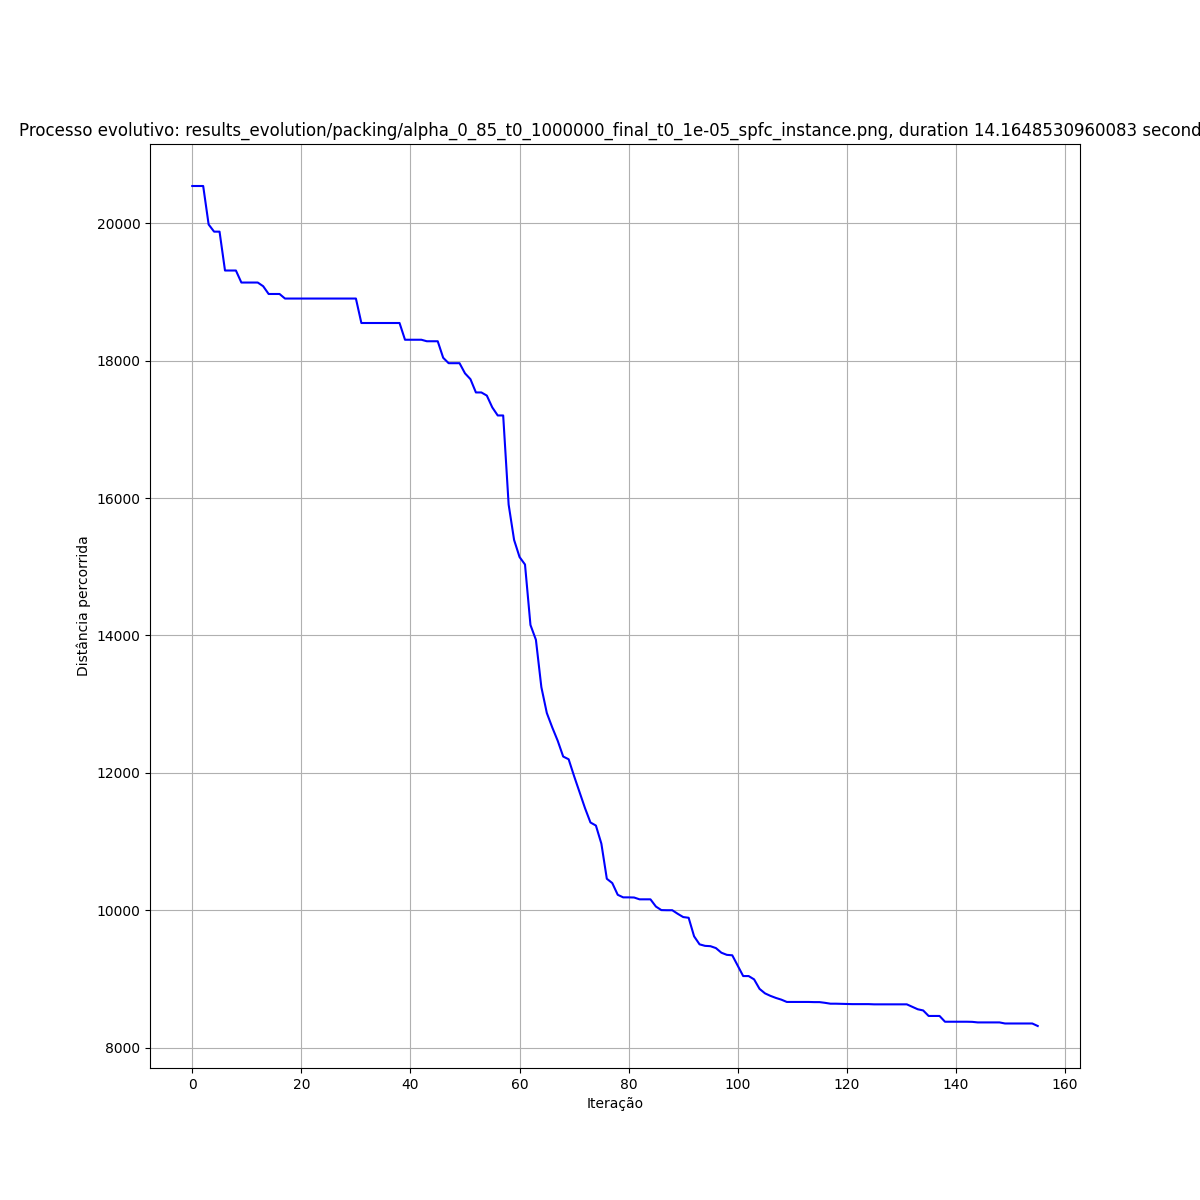 Processo evolutivo: results_evolution/packing/alpha_0_85_t0_1000000_final_t0_1e-05_spfc_instance.png, duration 14.1648530960083 second
20000
18000
16000
14000
12000
10000
8000
Distância percorrida
0 20 40 60 80 100 120 140 160
Iteração